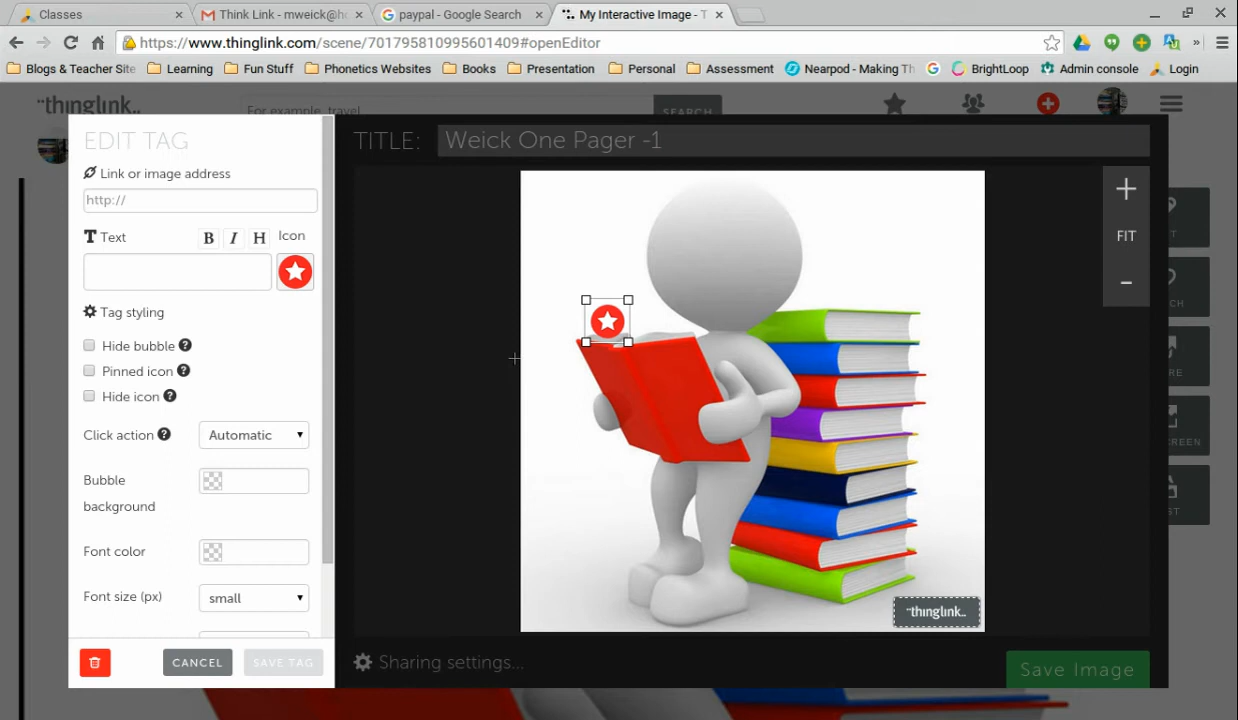 Classes
Think Link - mweick@h
paypal - Google Search
My Interactive Image - T
https://www.thinglink.com/scene/701795810995601409#openEditor
Blogs & Teacher Site Learning Fun Stuff Phonetics Websites Books Presentation Personal Assessment Nearpod - Making Th BrightLoop Admin console Login
»
¨thinglink..
For example, travel
SEARCH
EDIT TAG
TITLE: Weick One Pager -1
Link or image address
http://
T Text B I H Icon
Tag styling
Hide bubble ?
Pinned icon ?
Hide icon ?
Click action ? Automatic
Bubble
background
Font color
Font size (px) small
CANCEL SAVE TAG
+
FIT
-
¨thinglink..
Sharing settings...
Save Image